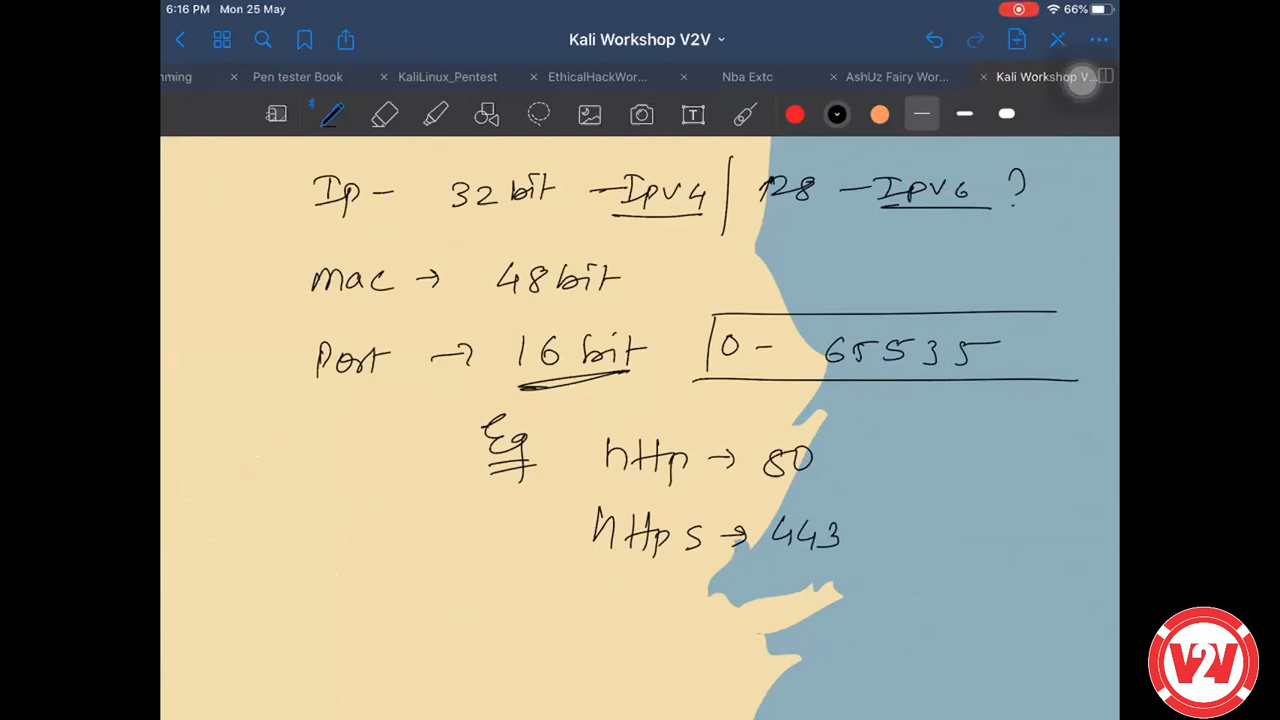 6:16 PM Mon 25 May
66%
Kali Workshop V2V
mming
Pen tester Book
KaliLinux_Pentest
EthicalHackWor...
Nba Extc
AshUz Fairy Wor...
Kali Workshop V...
T
Ip - 32 bit - Ipv4 | 128 - IPv6 ?
mac → 48 bit
Port → 16 bit 0 - 65535
Eg http → 80
https → 443
V2V